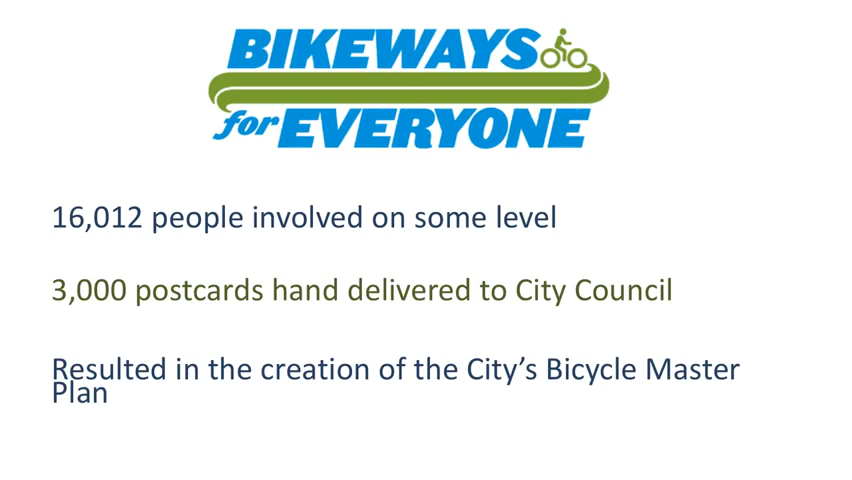 BIKEWAYS
for EVERYONE
16,012 people involved on some level
3,000 postcards hand delivered to City Council
Resulted in the creation of the City’s Bicycle Master
Plan